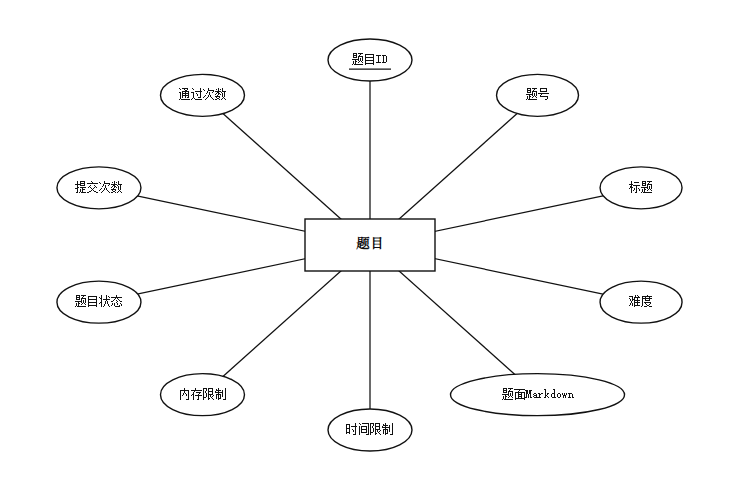 题目ID
通过次数
题号
提交次数
标题
题目
题目状态
难度
内存限制
题面Markdown
时间限制